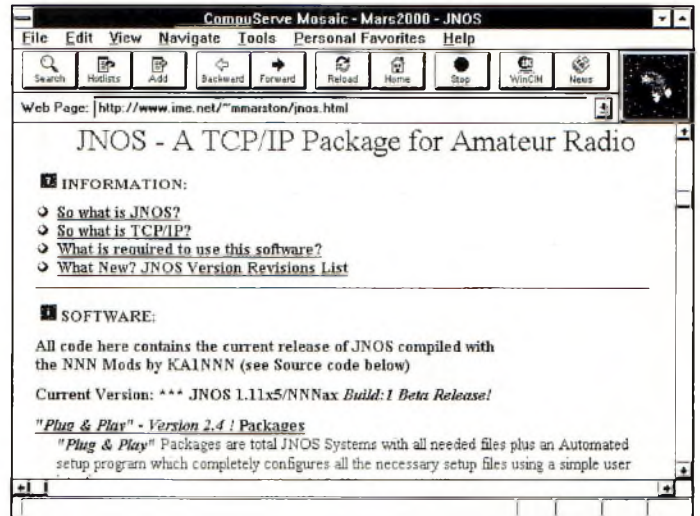 CompuServe Mosaic - Mars2000 - JNOS
File Edit View Navigate Tools Personal Favorites Help
Search Hotlists Add Backward Forward Reload Home Stop WinCIM News
Web Page: http://www.ime.net/~mmarston/jnos.html
JNOS - A TCP/IP Package for Amateur Radio
INFORMATION:
So what is JNOS?
So what is TCP/IP?
What is required to use this software?
What New? JNOS Version Revisions List
SOFTWARE:
All code here contains the current release of JNOS compiled with
the NNN Mods by KA1NNN (see Source code below)
Current Version: *** JNOS 1.11x5/NNNax Build:1 Beta Release!
"Plug & Play" - Version 2.4 ! Packages
"Plug & Play" Packages are total JNOS Systems with all needed files plus an Automated
setup program which completely configures all the necessary setup files using a simple user